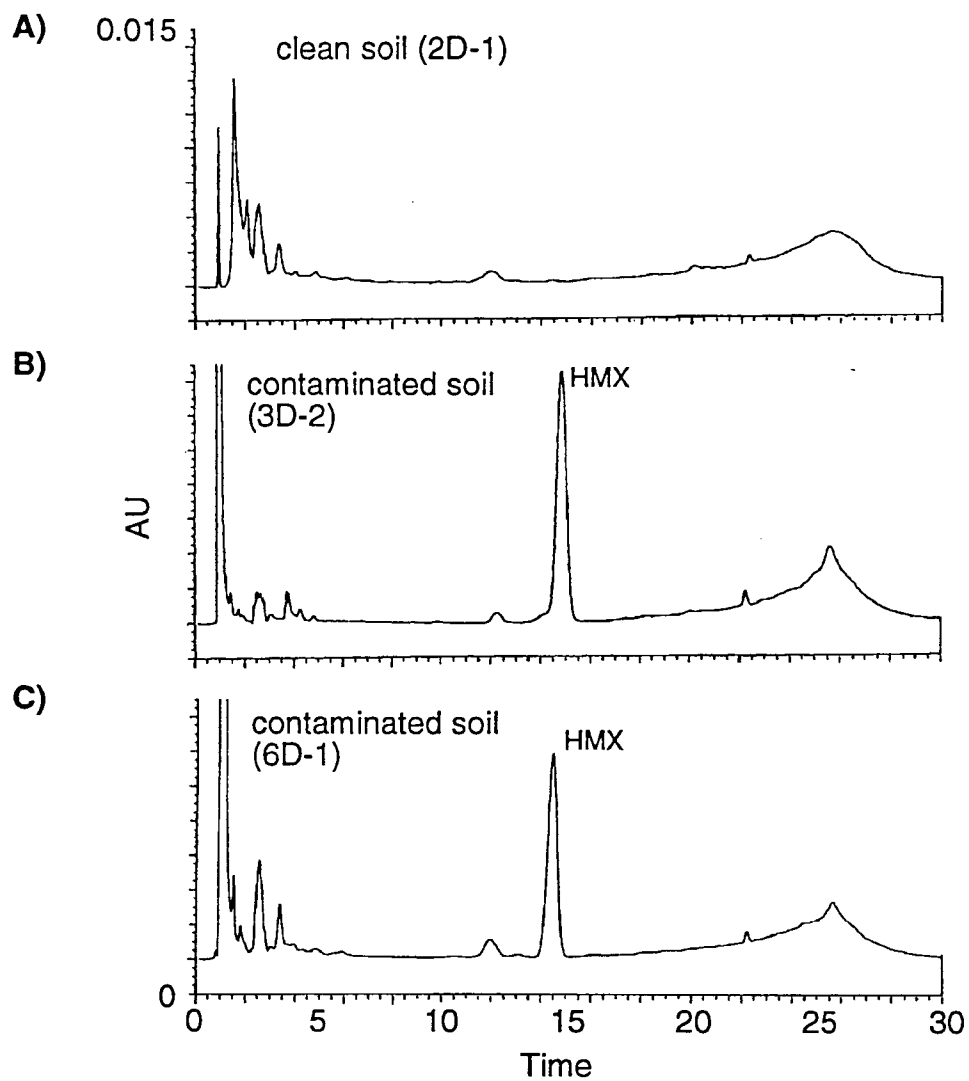 A)
0.015
clean soil (2D-1)
B)
contaminated soil
(3D-2)
HMX
AU
C)
contaminated soil
(6D-1)
HMX
0
0 5 10 15 20 25 30
Time